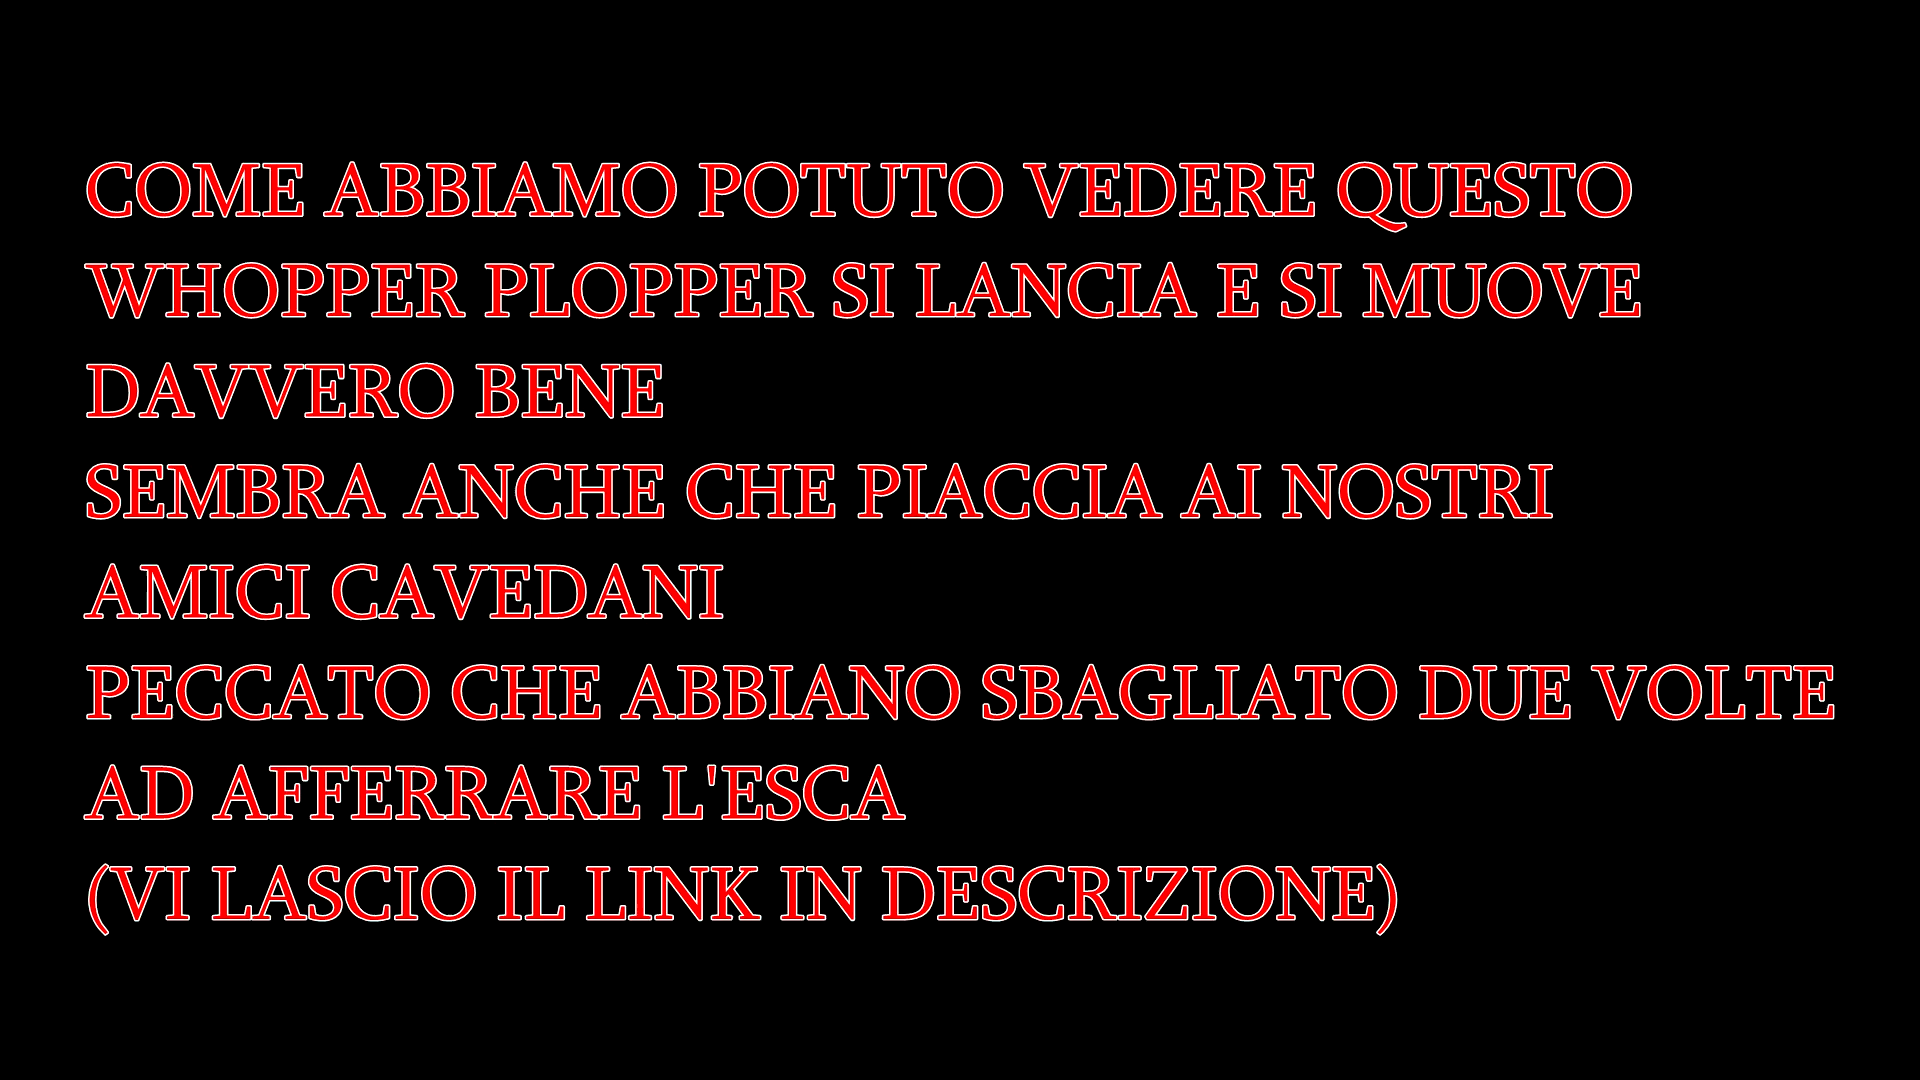 COME ABBIAMO POTUTO VEDERE QUESTO
WHOPPER PLOPPER SI LANCIA E SI MUOVE
DAVVERO BENE
SEMBRA ANCHE CHE PIACCIA AI NOSTRI
AMICI CAVEDANI
PECCATO CHE ABBIANO SBAGLIATO DUE VOLTE
AD AFFERRARE L'ESCA
(VI LASCIO IL LINK IN DESCRIZIONE)